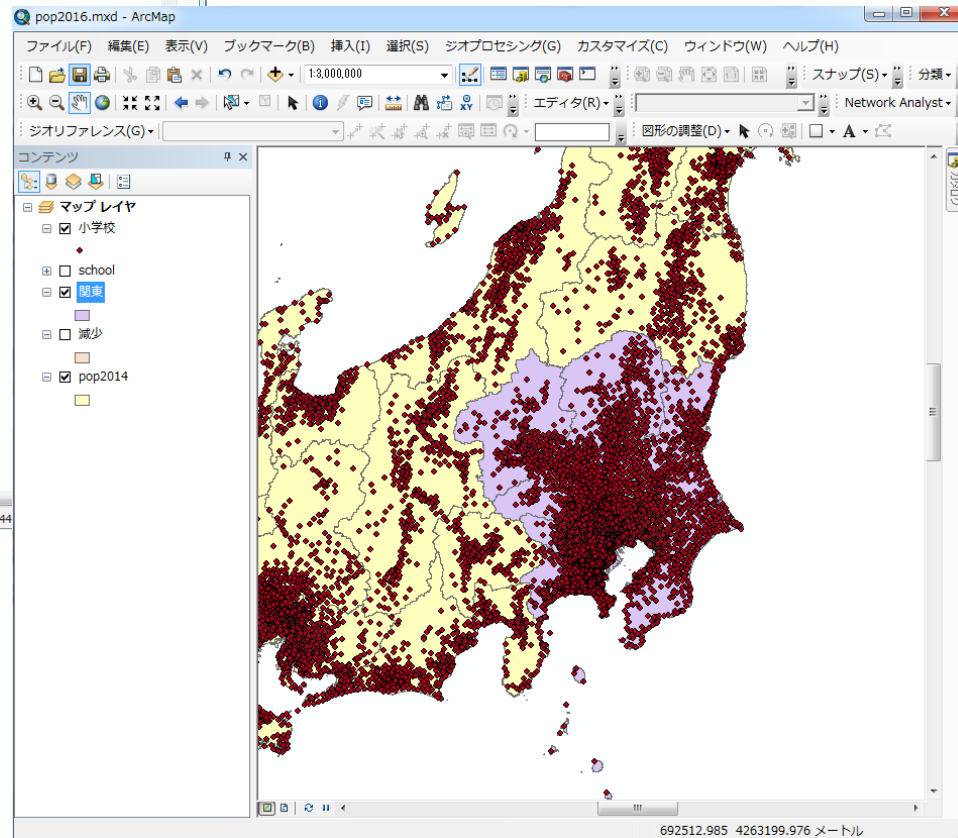 pop2016.mxd - ArcMap
ファイル(F) 編集(E) 表示(V) ブックマーク(B) 挿入(I) 選択(S) ジオプロセシング(G) カスタマイズ(C) ウィンドウ(W) ヘルプ(H)
1:3,000,000 スナップ(S) 分類
エディタ(R) Network Analyst
ジオリファレンス(G) 図形の調整(D) A
コンテンツ
カタログ
マップ レイヤ
小学校
school
関東
減少
pop2014
44
692512.985 4263199.976 メートル